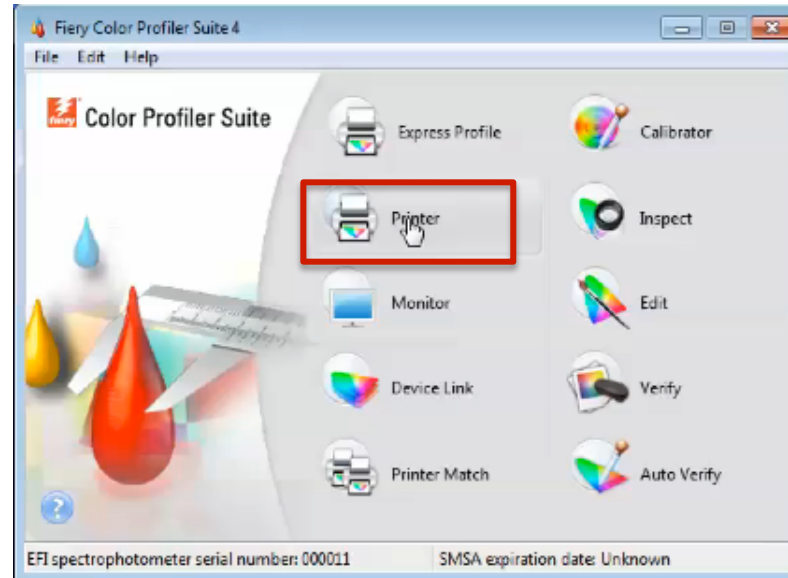 Fiery Color Profiler Suite 4
File Edit Help
fiery Color Profiler Suite
Express Profile
Calibrator
Printer
Inspect
Monitor
Edit
Device Link
Verify
Printer Match
Auto Verify
?
EFI spectrophotometer serial number: 000011 SMSA expiration date: Unknown